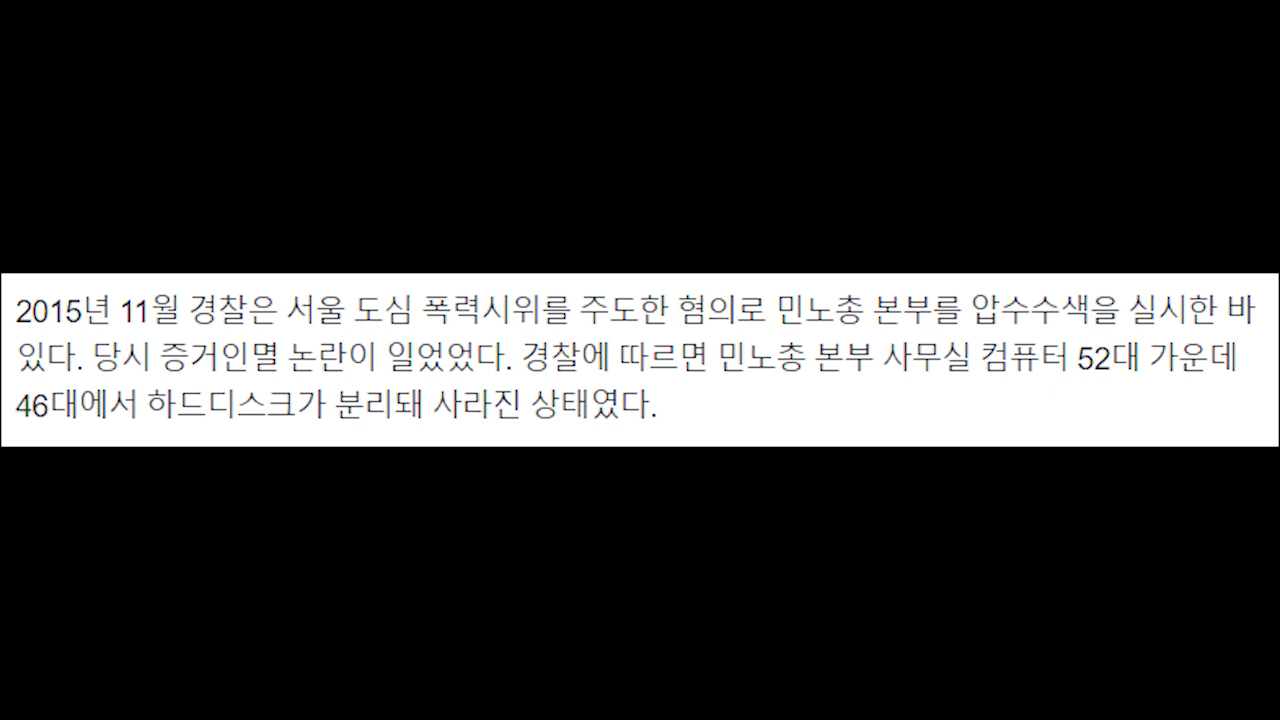 2015년 11월 경찰은 서울 도심 폭력시위를 주도한 혐의로 민노총 본부를 압수수색을 실시한 바
있다. 당시 증거인멸 논란이 일었었다. 경찰에 따르면 민노총 본부 사무실 컴퓨터 52대 가운데
46대에서 하드디스크가 분리돼 사라진 상태였다.